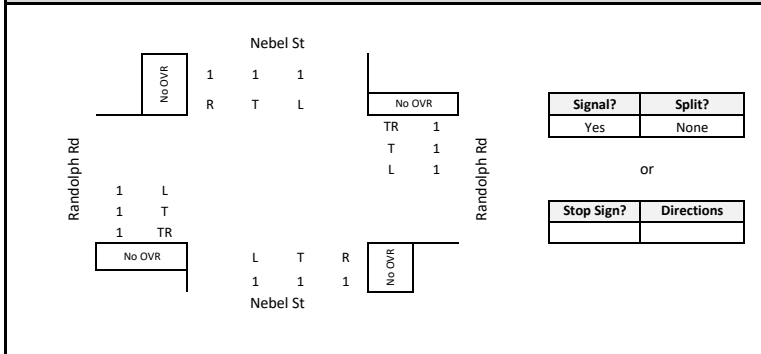 Nebel St
No OVR
1 1 1
R T L
No OVR
TR 1
T 1
L 1
Randolph Rd
Randolph Rd
1 L
1 T
1 TR
No OVR
L T R
1 1 1
No OVR
Nebel St
Signal? Split?
Yes None
or
Stop Sign? Directions